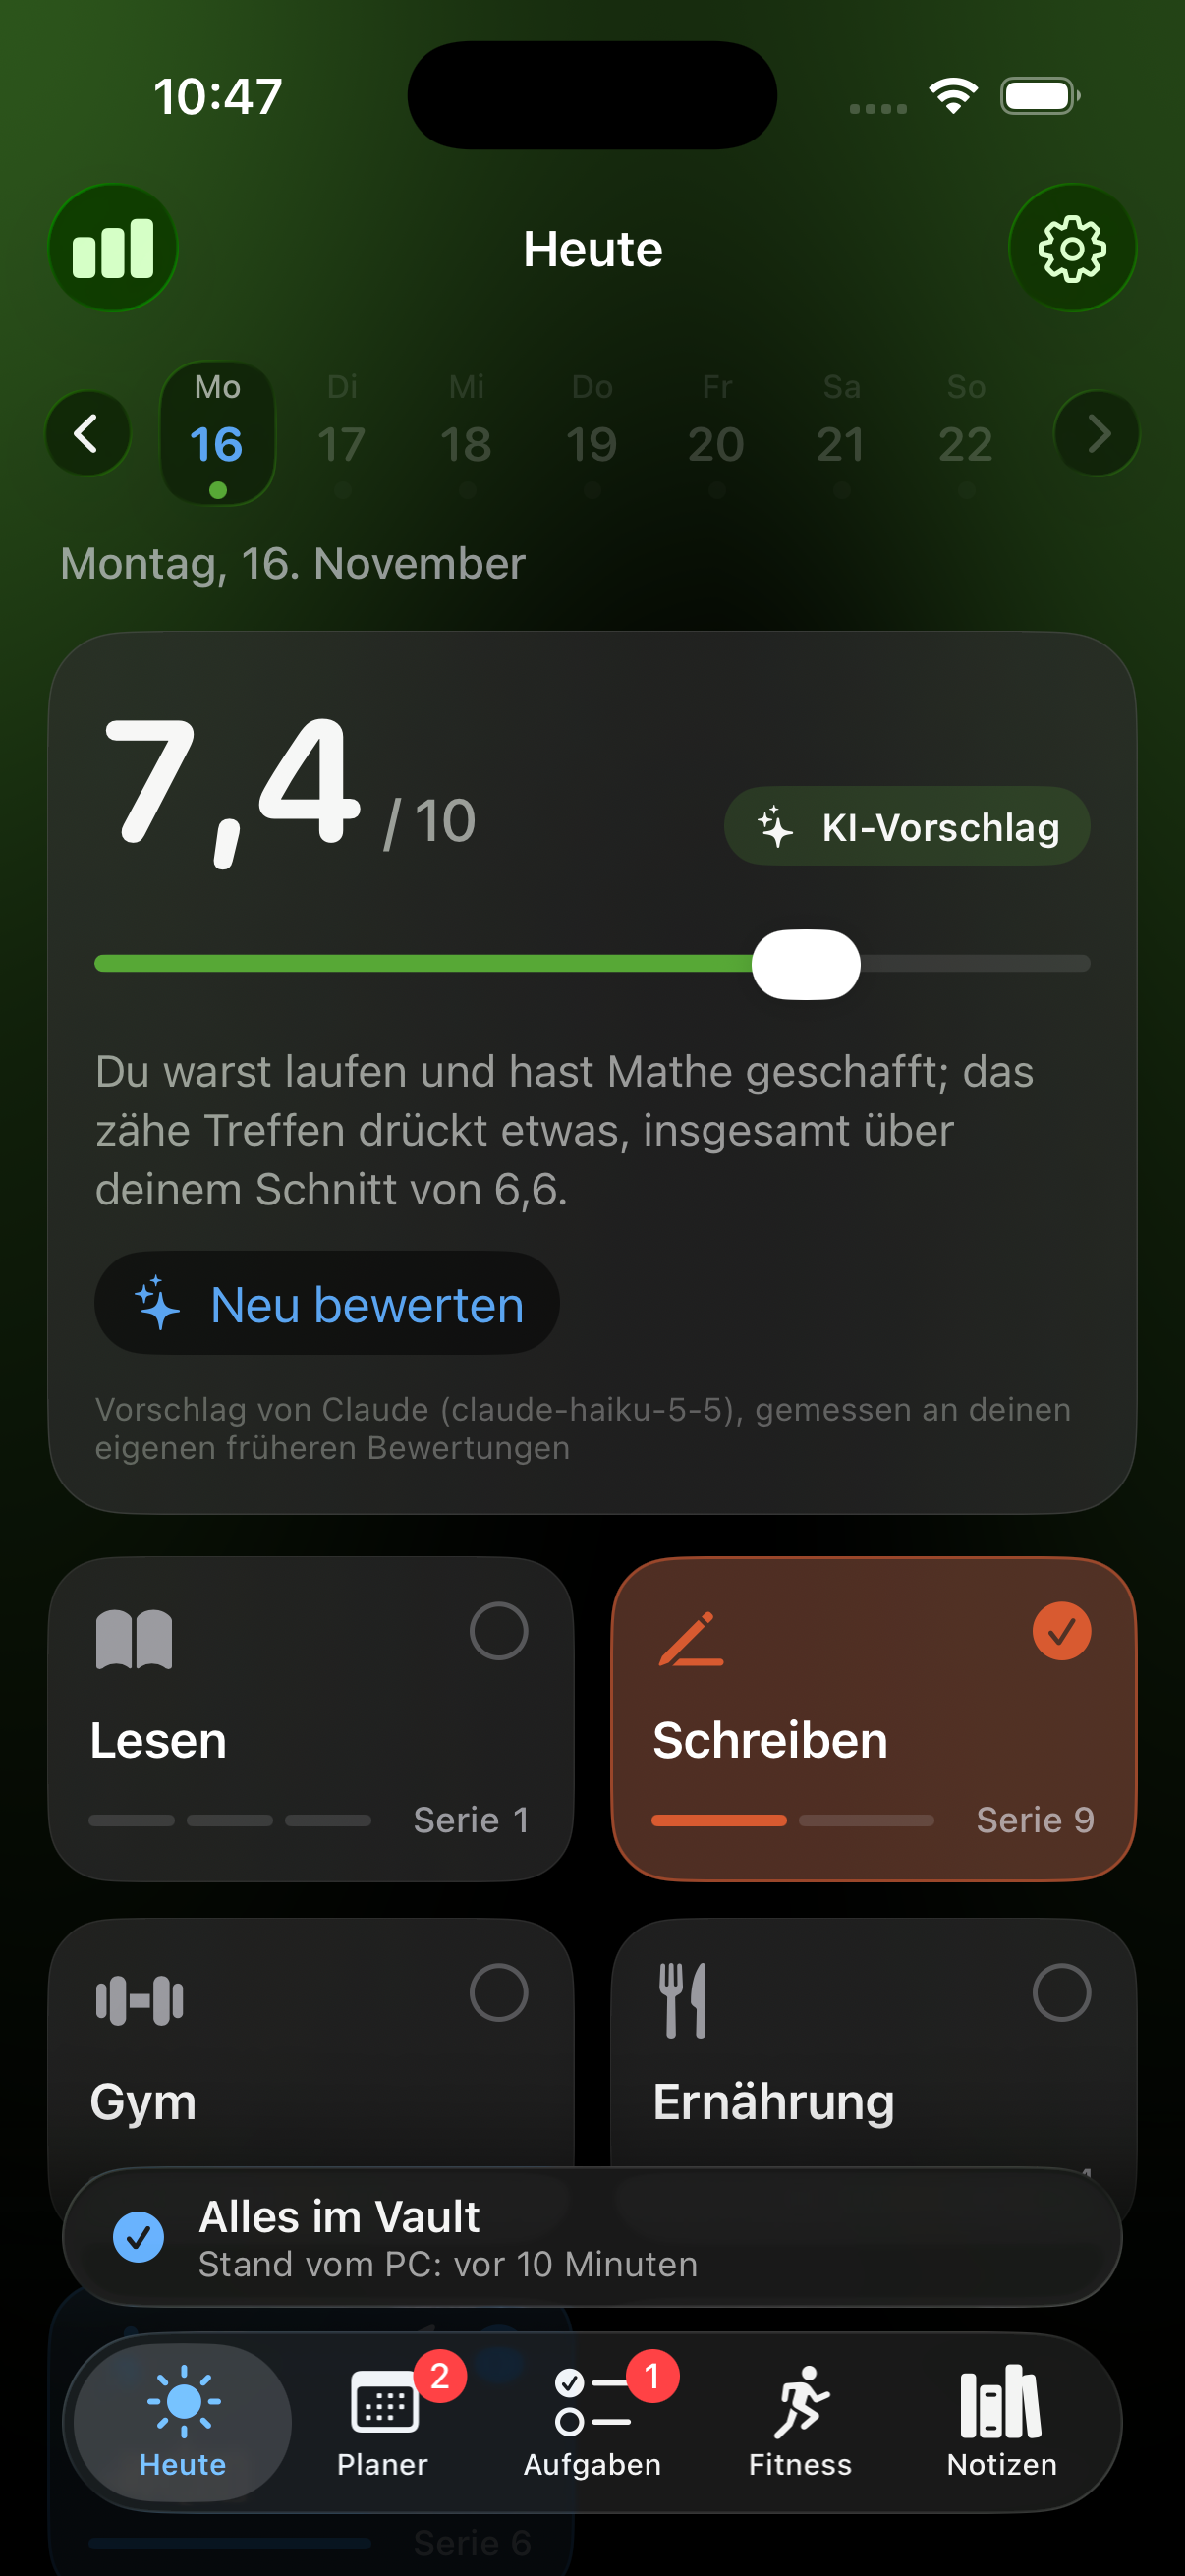 10:47
Heute
Mo Di Mi Do Fr Sa So
16 17 18 19 20 21 22
Montag, 16. November
7,4 / 10
KI-Vorschlag
Du warst laufen und hast Mathe geschafft; das
zähe Treffen drückt etwas, insgesamt über
deinem Schnitt von 6,6.
Neu bewerten
Vorschlag von Claude (claude-haiku-5-5), gemessen an deinen
eigenen früheren Bewertungen
Lesen
Serie 1
Schreiben
Serie 9
Gym
Ernährung
Alles im Vault
Stand vom PC: vor 10 Minuten
2 1
Heute Planer Aufgaben Fitness Notizen
Serie 6